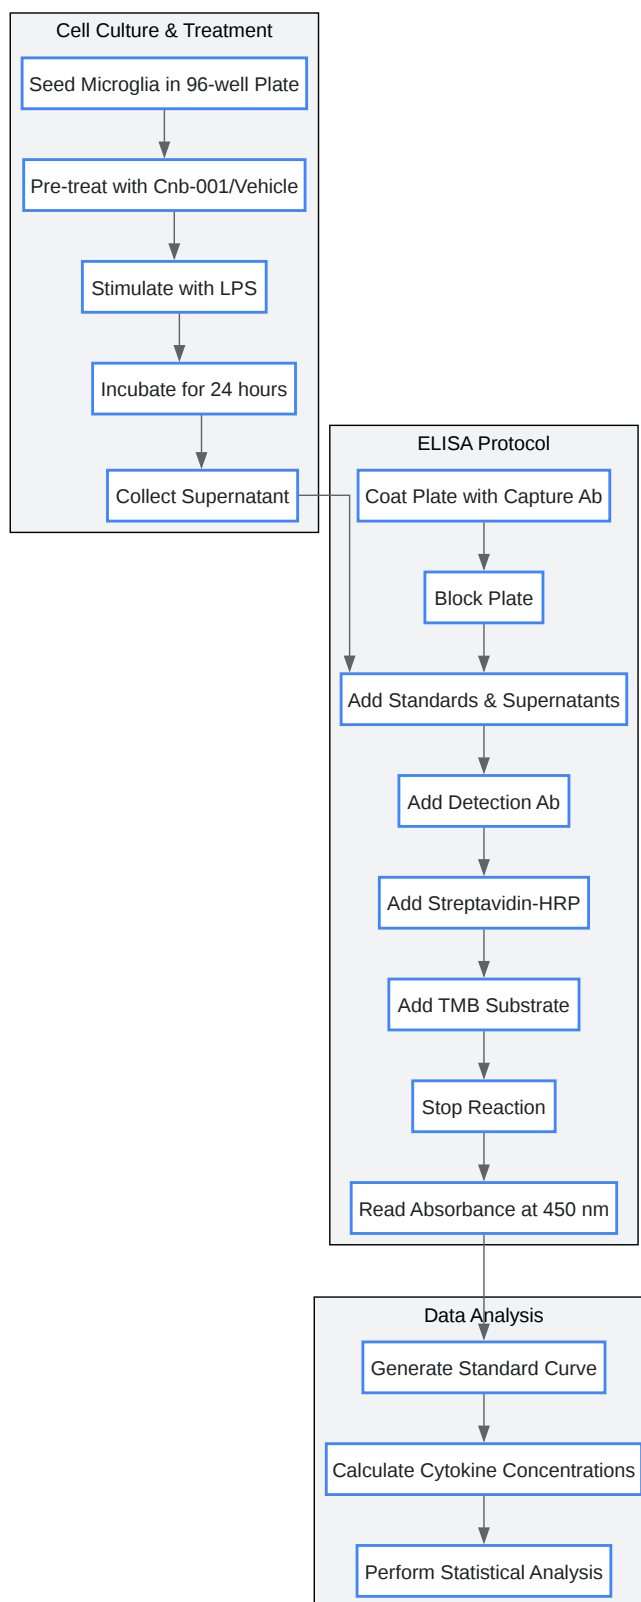 Cell Culture & Treatment
Seed Microglia in 96-well Plate
Pre-treat with Cnb-001/Vehicle
Stimulate with LPS
Incubate for 24 hours
Collect Supernatant
ELISA Protocol
Coat Plate with Capture Ab
Block Plate
Add Standards & Supernatants
Add Detection Ab
Add Streptavidin-HRP
Add TMB Substrate
Stop Reaction
Read Absorbance at 450 nm
Data Analysis
Generate Standard Curve
Calculate Cytokine Concentrations
Perform Statistical Analysis